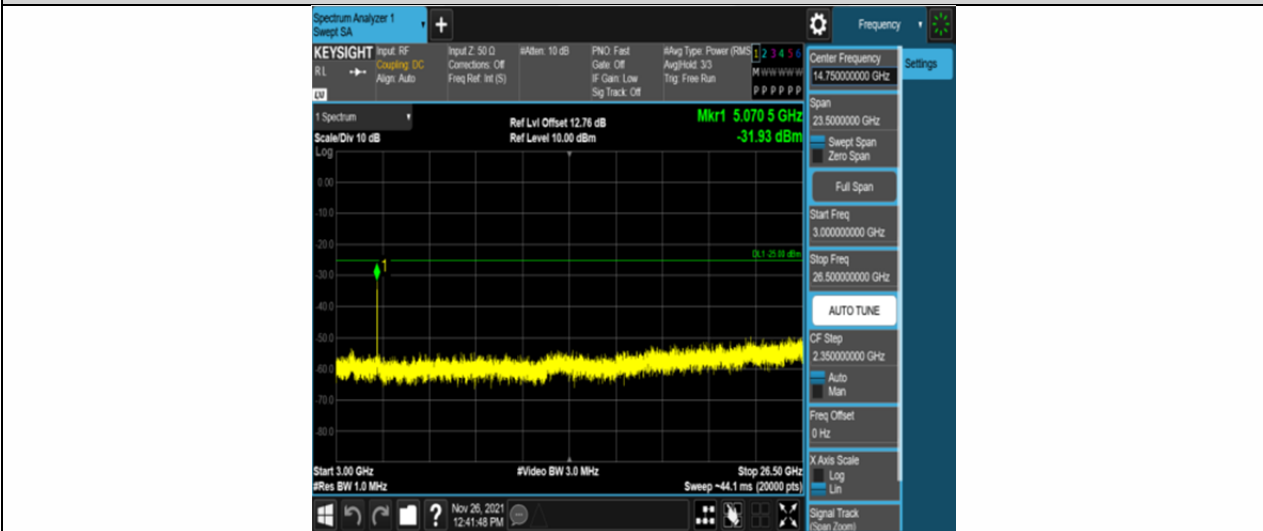 Spectrum Analyzer 1
Swept SA
+
Frequency
KEYSIGHT
RL
LXI
Input: RF
Coupling: DC
Align: Auto
Input Z: 50 Ω
Corrections: Off
Freq Ref: Int (S)
#Atten: 10 dB
PNO: Fast
Gate: Off
IF Gain: Low
Sig Track: Off
#Avg Type: Power (RMS
Avg|Hold: 3/3
Trig: Free Run
1 2 3 4 5 6
M W W W W W
P P P P P P
1 Spectrum
Scale/Div 10 dB
Log
Ref Lvl Offset 12.76 dB
Ref Level 10.00 dBm
Mkr1 5.070 5 GHz
-31.93 dBm
0.00
-10.0
-20.0
-30.0
-40.0
-50.0
-60.0
-70.0
-80.0
DL1 -25.00 dBm
1
Start 3.00 GHz
#Res BW 1.0 MHz
#Video BW 3.0 MHz
Stop 26.50 GHz
Sweep ~44.1 ms (20000 pts)
?
Nov 26, 2021
12:41:48 PM
Center Frequency
14.750000000 GHz
Span
23.5000000 GHz
Swept Span
Zero Span
Full Span
Start Freq
3.000000000 GHz
Stop Freq
26.500000000 GHz
AUTO TUNE
CF Step
2.350000000 GHz
Auto
Man
Freq Offset
0 Hz
X Axis Scale
Log
Lin
Signal Track
(Span Zoom)
Settings